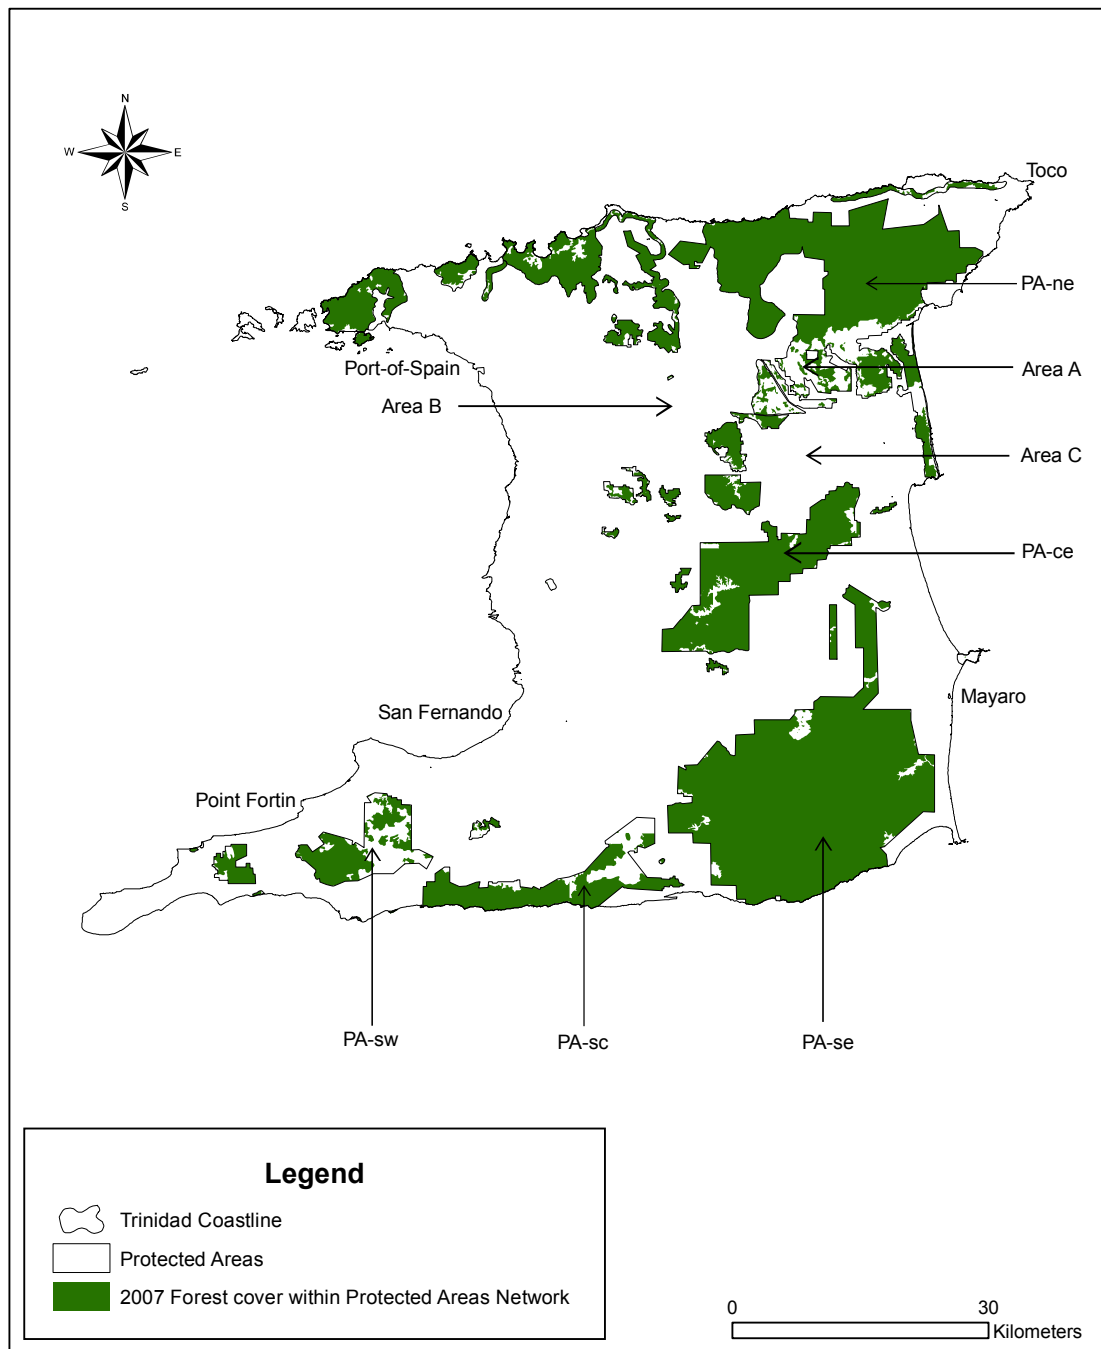 N
W
E
S
Toco
PA-ne
Port-of-Spain
Area A
Area B
Area C
PA-ce
Mayaro
San Fernando
Point Fortin
PA-sw
PA-sc
PA-se
Legend
Trinidad Coastline
Protected Areas
2007 Forest cover within Protected Areas Network
0
30
Kilometers